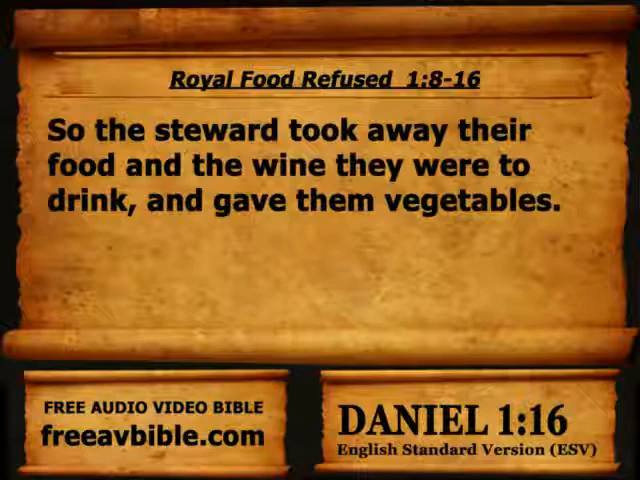 Royal Food Refused 1:8-16
So the steward took away their
food and the wine they were to
drink, and gave them vegetables.
FREE AUDIO VIDEO BIBLE
freeavbible.com
DANIEL 1:16
English Standard Version (ESV)